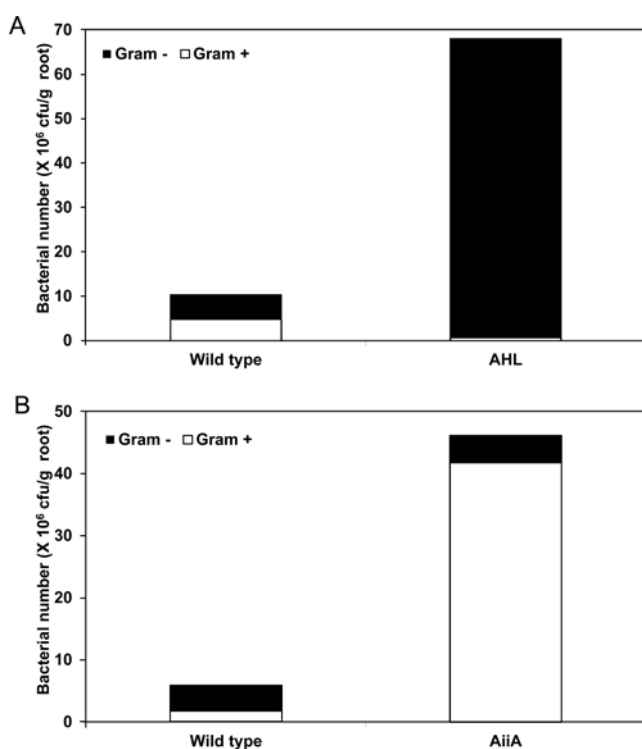 A
Bacterial number (X 10⁶ cfu/g root)
70
60
50
40
30
20
10
0
Gram - Gram +
Wild type AHL
B
Bacterial number (X 10⁶ cfu/g root)
50
40
30
20
10
0
Gram - Gram +
Wild type AiiA